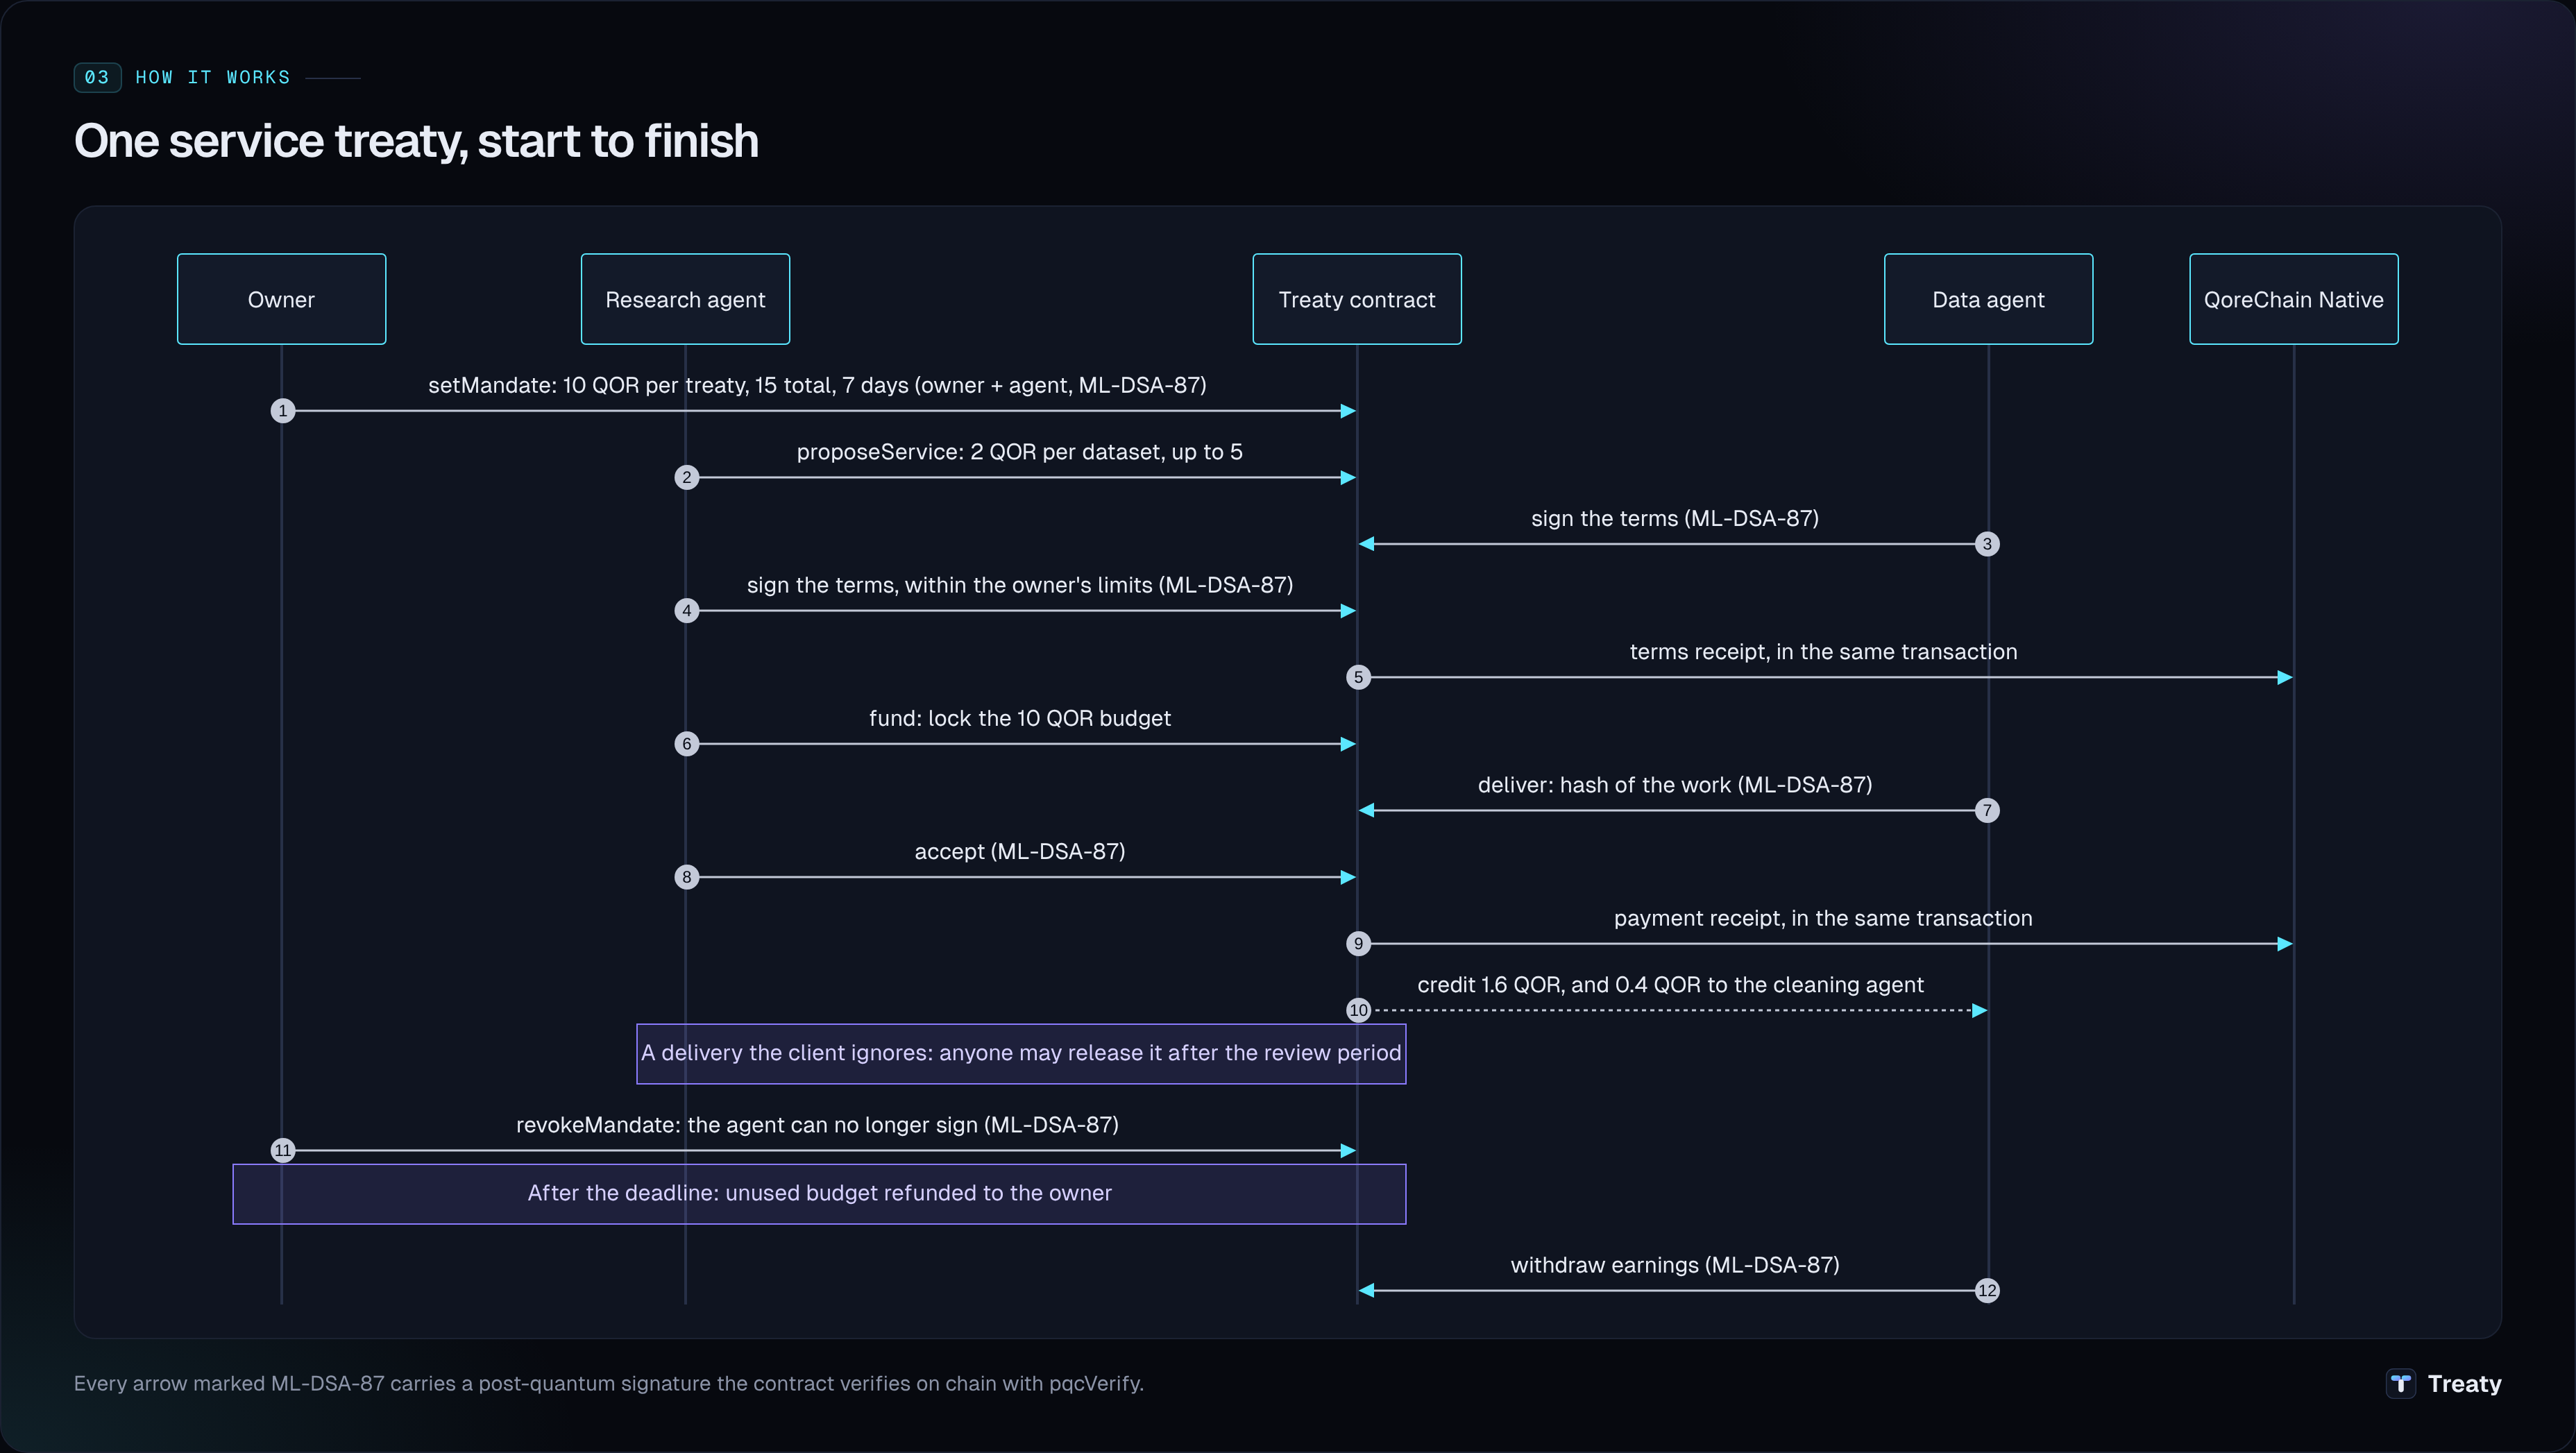 03 HOW IT WORKS
One service treaty, start to finish
Owner
Research agent
Treaty contract
Data agent
QoreChain Native
setMandate: 10 QOR per treaty, 15 total, 7 days (owner + agent, ML-DSA-87)
1
proposeService: 2 QOR per dataset, up to 5
2
sign the terms (ML-DSA-87)
3
sign the terms, within the owner's limits (ML-DSA-87)
4
terms receipt, in the same transaction
5
fund: lock the 10 QOR budget
6
deliver: hash of the work (ML-DSA-87)
7
accept (ML-DSA-87)
8
payment receipt, in the same transaction
9
credit 1.6 QOR, and 0.4 QOR to the cleaning agent
10
A delivery the client ignores: anyone may release it after the review period
revokeMandate: the agent can no longer sign (ML-DSA-87)
11
After the deadline: unused budget refunded to the owner
withdraw earnings (ML-DSA-87)
12
Every arrow marked ML-DSA-87 carries a post-quantum signature the contract verifies on chain with pqcVerify.
Treaty